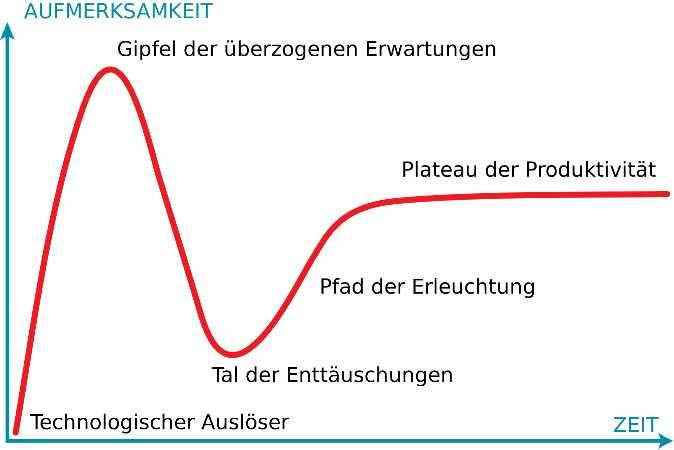 AUFMERKSAMKEIT
Gipfel der überzogenen Erwartungen
Plateau der Produktivität
Pfad der Erleuchtung
Tal der Enttäuschungen
Technologischer Auslöser
ZEIT